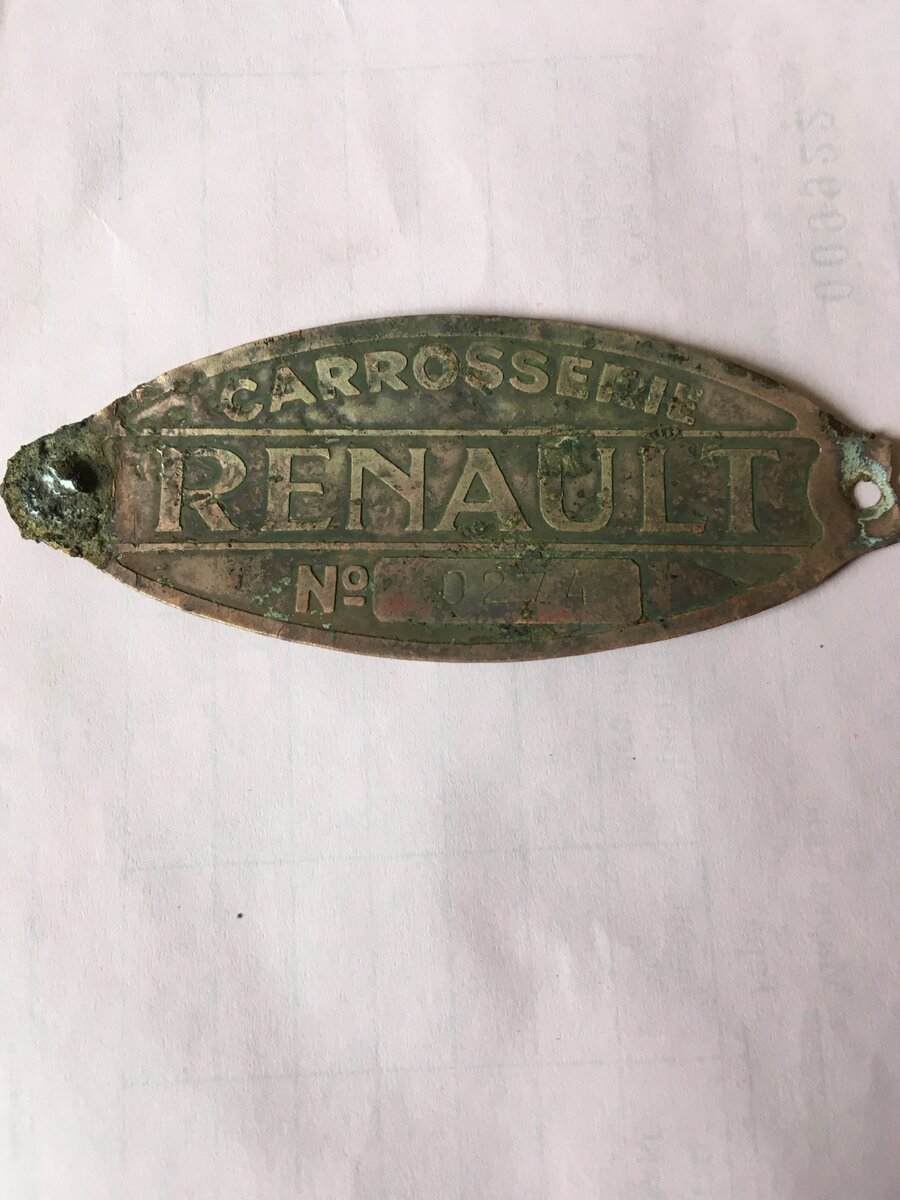 CARROSSERIE
RENAULT
Nº 0274